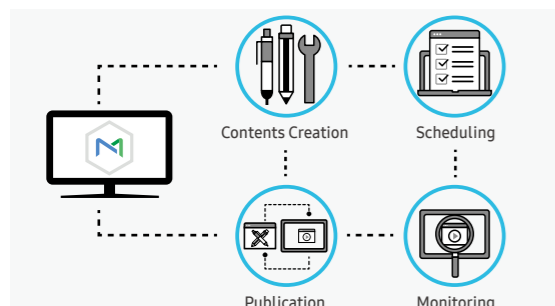 Contents Creation
Scheduling
Publication
Monitoring